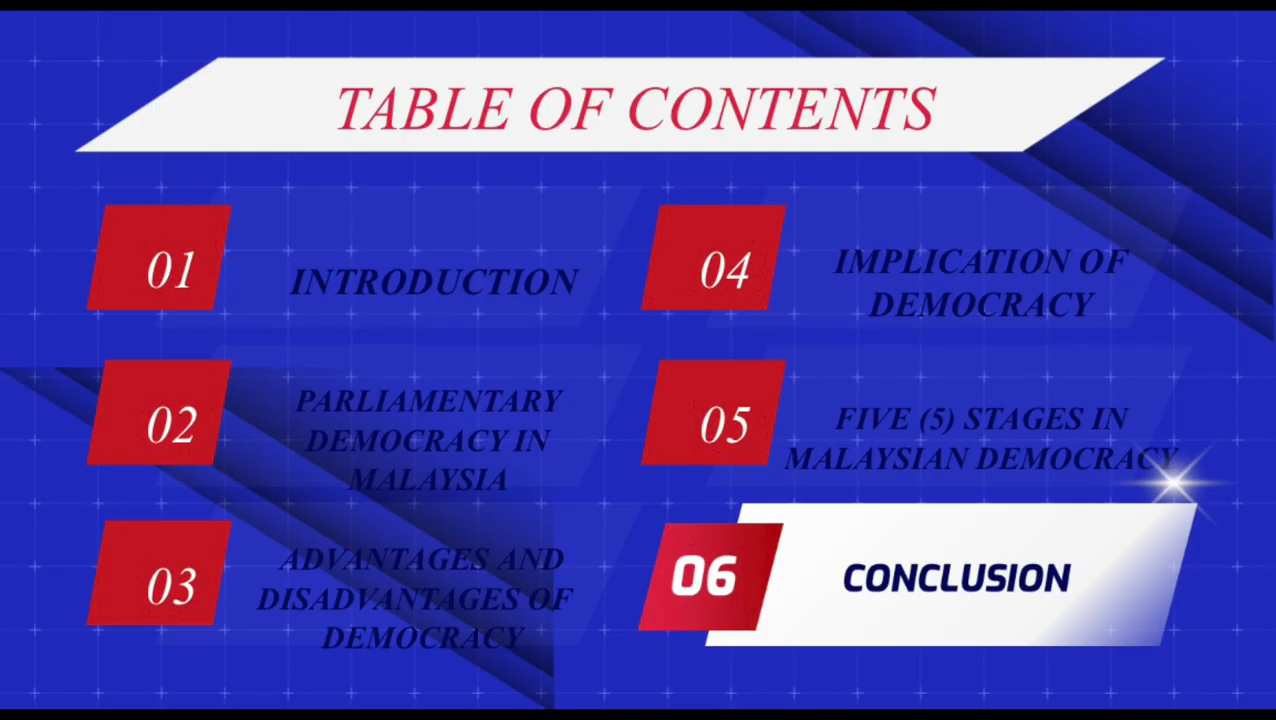 TABLE OF CONTENTS
01
INTRODUCTION
02
PARLIAMENTARY
DEMOCRACY IN
MALAYSIA
03
ADVANTAGES AND
DISADVANTAGES OF
DEMOCRACY
04
IMPLICATION OF
DEMOCRACY
05
FIVE (5) STAGES IN
MALAYSIAN DEMOCRACY
06
CONCLUSION